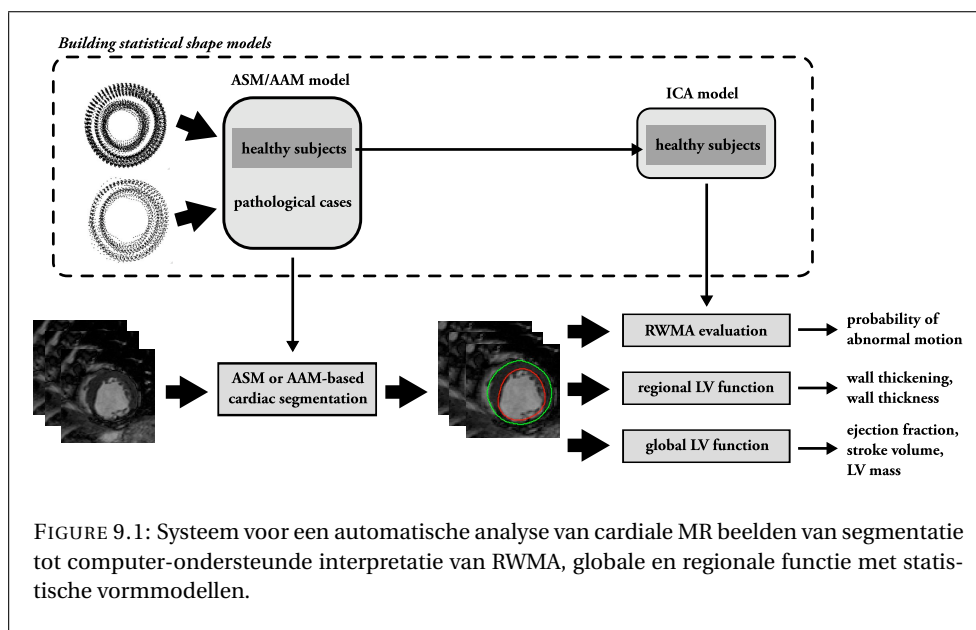 Building statistical shape models
ASM/AAM model
healthy subjects
pathological cases
ICA model
healthy subjects
ASM or AAM-based
cardiac segmentation
RWMA evaluation
probability of
abnormal motion
regional LV function
wall thickening,
wall thickness
global LV function
ejection fraction,
stroke volume,
LV mass
FIGURE 9.1: Systeem voor een automatische analyse van cardiale MR beelden van segmentatie
tot computer-ondersteunde interpretatie van RWMA, globale en regionale functie met statis-
tische vormmodellen.